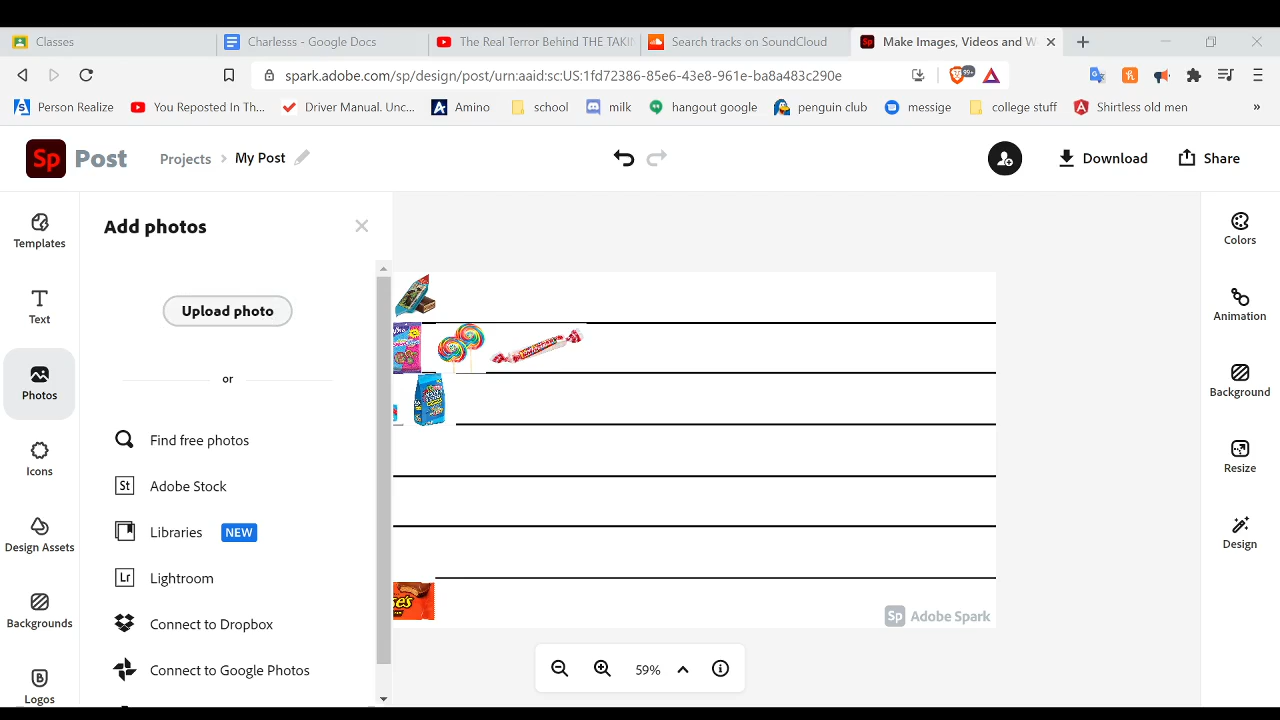 Classes
Charlesss - Google Docs
The Real Terror Behind THE TAKIN
Search tracks on SoundCloud
Make Images, Videos and W
spark.adobe.com/sp/design/post/urn:aaid:sc:US:1fd72386-85e6-43e8-961e-ba8a483c290e
99+
Person Realize
You Reposted In Th...
Driver Manual. Unc...
Amino
school
milk
hangout google
penguin club
messige
college stuff
Shirtless old men
»
Sp Post
Projects > My Post
Download
Share
Templates
Text
Photos
Icons
Design Assets
Backgrounds
Logos
Add photos
Upload photo
or
Find free photos
St Adobe Stock
Libraries NEW
Lr Lightroom
Connect to Dropbox
Connect to Google Photos
Sp Adobe Spark
59%
Colors
Animation
Background
Resize
Design